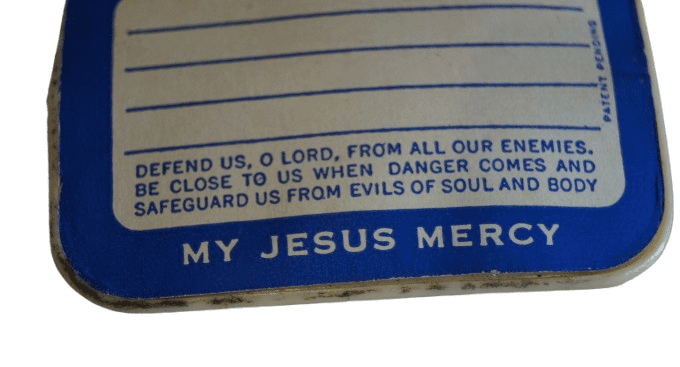 PATENT PENDING
DEFEND US, O LORD, FROM ALL OUR ENEMIES.
BE CLOSE TO US WHEN DANGER COMES AND
SAFEGUARD US FROM EVILS OF SOUL AND BODY
MY JESUS MERCY